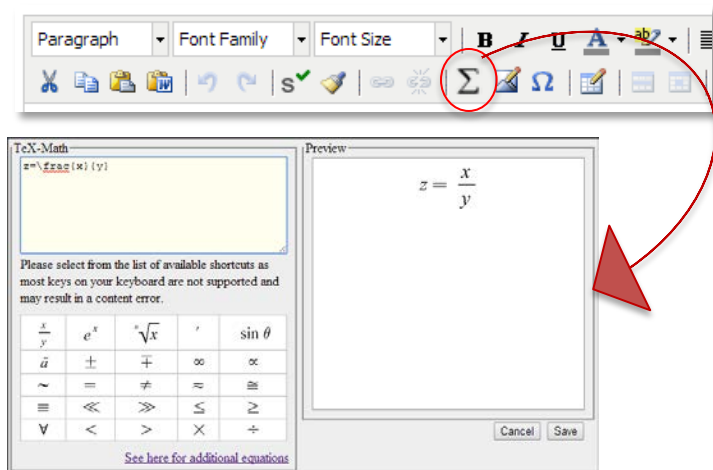 Paragraph Font Family Font Size B I U A ab
W S Σ Ω
TeX-Math
z=\frac{x}{y}
Please select from the list of available shortcuts as
most keys on your keyboard are not supported and
may result in a content error.
x/y eˣ ⁿ√x ′ sin θ
ā ± ∓ ∞ ∝
~ = ≠ ≈ ≅
≡ ≪ ≫ ≤ ≥
∀ < > × ÷
See here for additional equations
Preview
z = x/y
Cancel Save